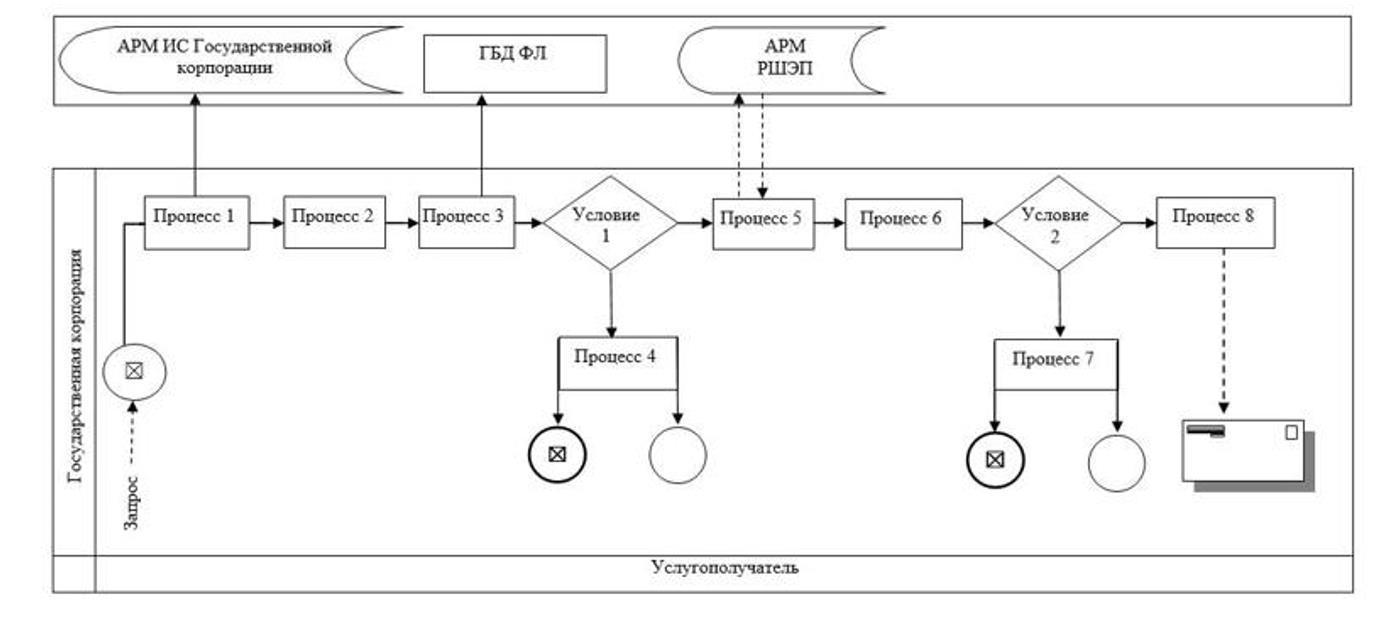 АРМ ИС Государственной
корпорации
ГБД ФЛ
АРМ
РШЭП
Процесс 1
Процесс 2
Процесс 3
Условие
1
Процесс 5
Процесс 6
Условие
2
Процесс 8
Процесс 4
Процесс 7
Государственная корпорация
Запрос
Услугополучатель